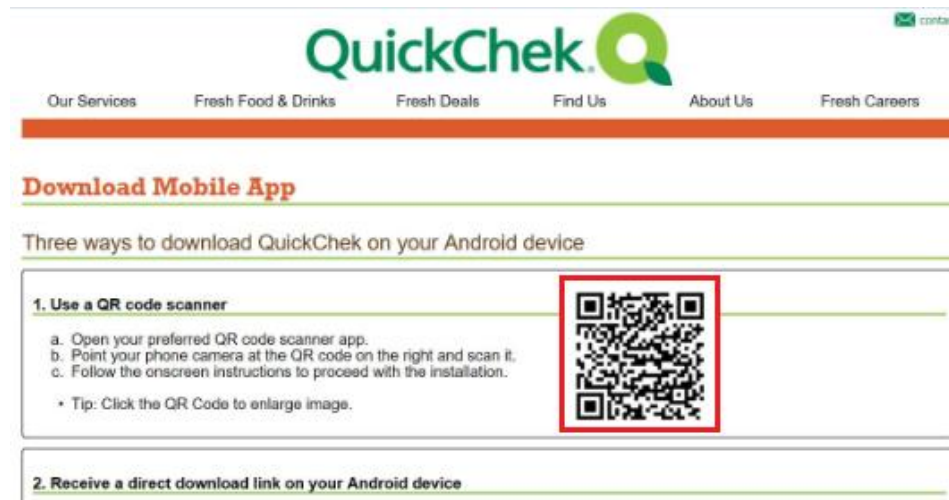 conta
QuickChek.
Our Services Fresh Food & Drinks Fresh Deals Find Us About Us Fresh Careers
Download Mobile App
Three ways to download QuickChek on your Android device
1. Use a QR code scanner
a. Open your preferred QR code scanner app.
b. Point your phone camera at the QR code on the right and scan it.
c. Follow the onscreen instructions to proceed with the installation.
• Tip: Click the QR Code to enlarge image.
2. Receive a direct download link on your Android device